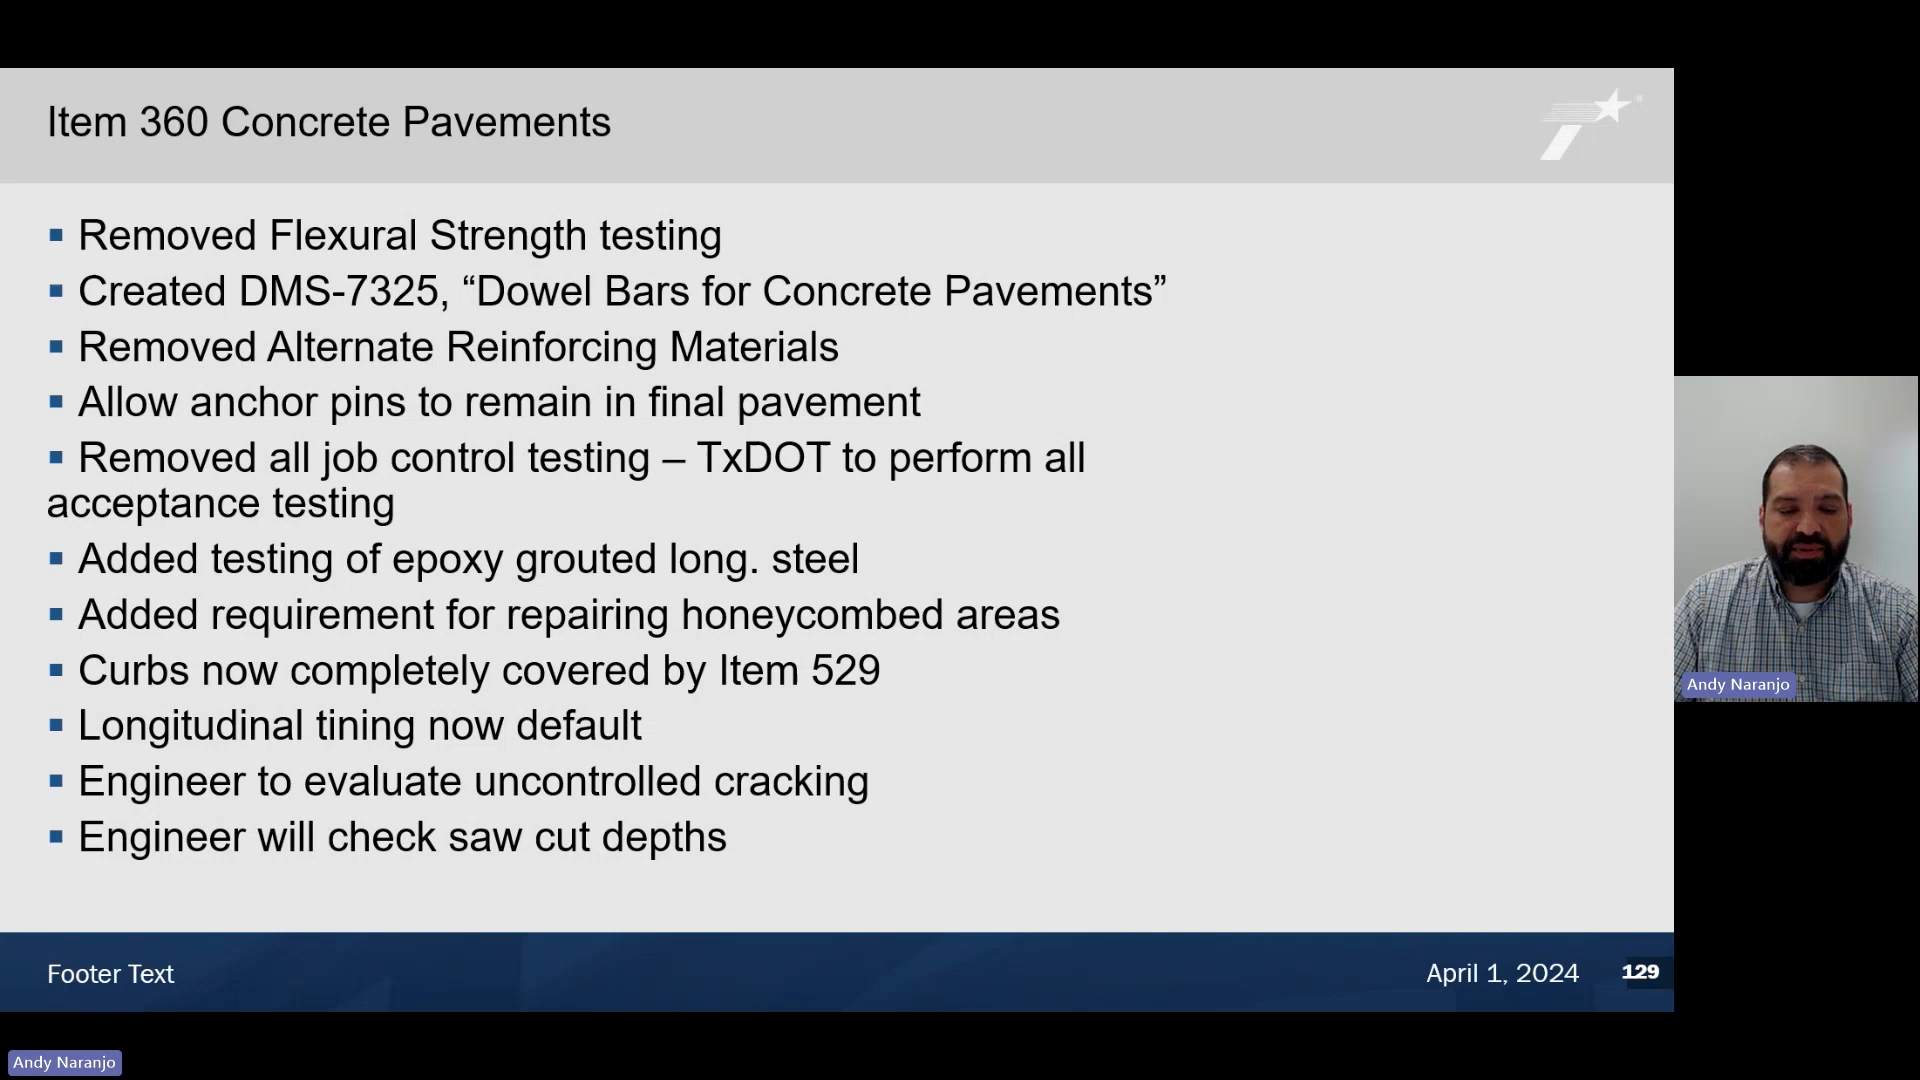 Item 360 Concrete Pavements
▪ Removed Flexural Strength testing
▪ Created DMS-7325, “Dowel Bars for Concrete Pavements”
▪ Removed Alternate Reinforcing Materials
▪ Allow anchor pins to remain in final pavement
▪ Removed all job control testing – TxDOT to perform all
acceptance testing
▪ Added testing of epoxy grouted long. steel
▪ Added requirement for repairing honeycombed areas
▪ Curbs now completely covered by Item 529
▪ Longitudinal tining now default
▪ Engineer to evaluate uncontrolled cracking
▪ Engineer will check saw cut depths
Footer Text
April 1, 2024
129
Andy Naranjo
Andy Naranjo